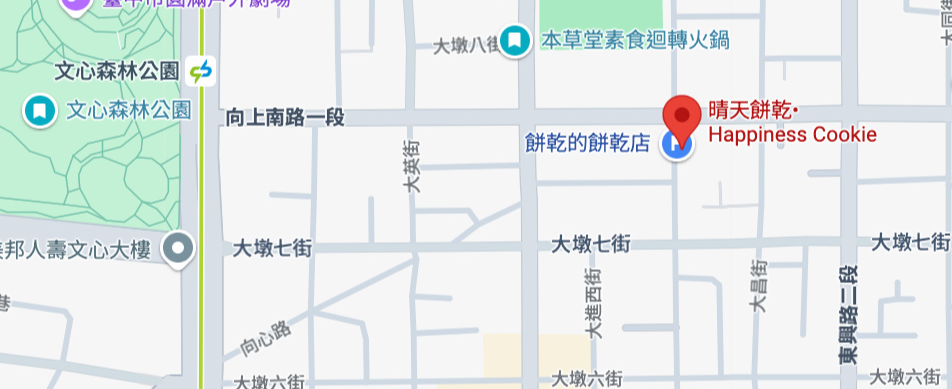 臺中市圓滿戶外劇場
大墩八街
本草堂素食迴轉火鍋
文心森林公園
文心森林公園
向上南路一段
晴天餅乾•
Happiness Cookie
餅乾的餅乾店
大英街
邦人壽文心大樓
大墩七街
大墩七街
大墩七街
大進西街
大昌街
東興路二段
向心路
巷
大墩六街
大墩六街
大墩六街